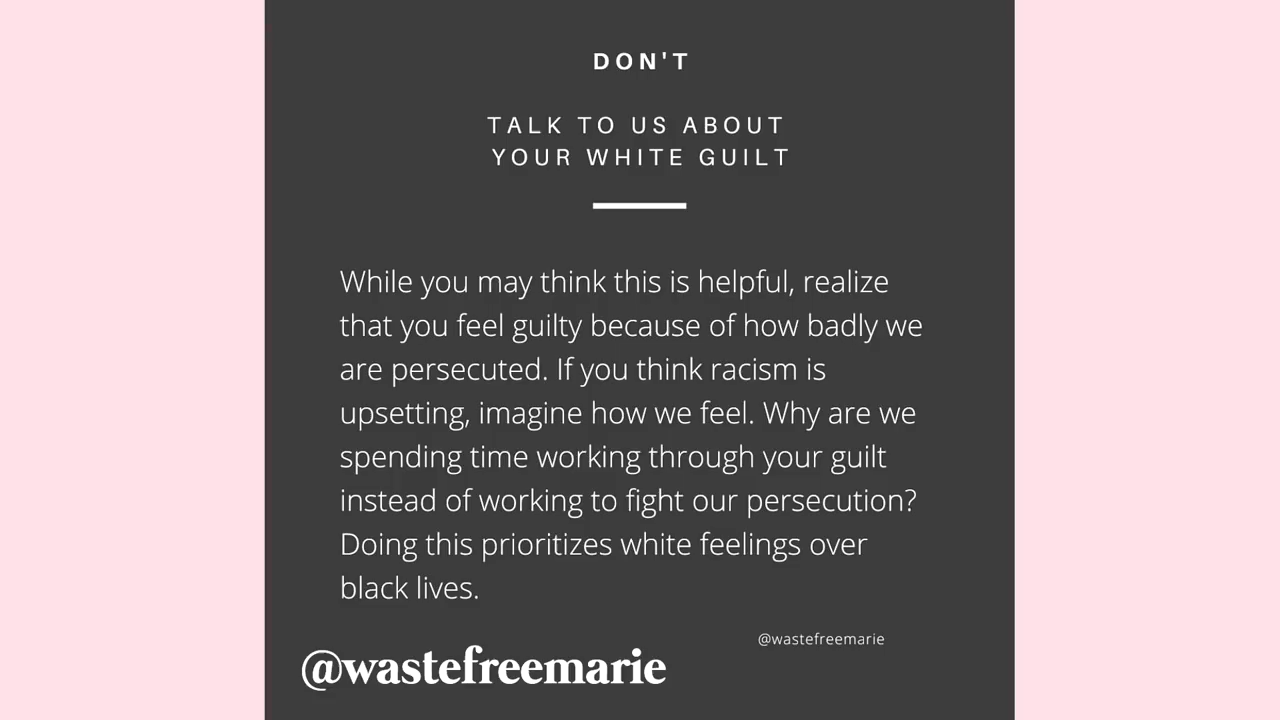 DON'T
TALK TO US ABOUT
YOUR WHITE GUILT
While you may think this is helpful, realize
that you feel guilty because of how badly we
are persecuted. If you think racism is
upsetting, imagine how we feel. Why are we
spending time working through your guilt
instead of working to fight our persecution?
Doing this prioritizes white feelings over
black lives.
@wastefreemarie
@wastefreemarie